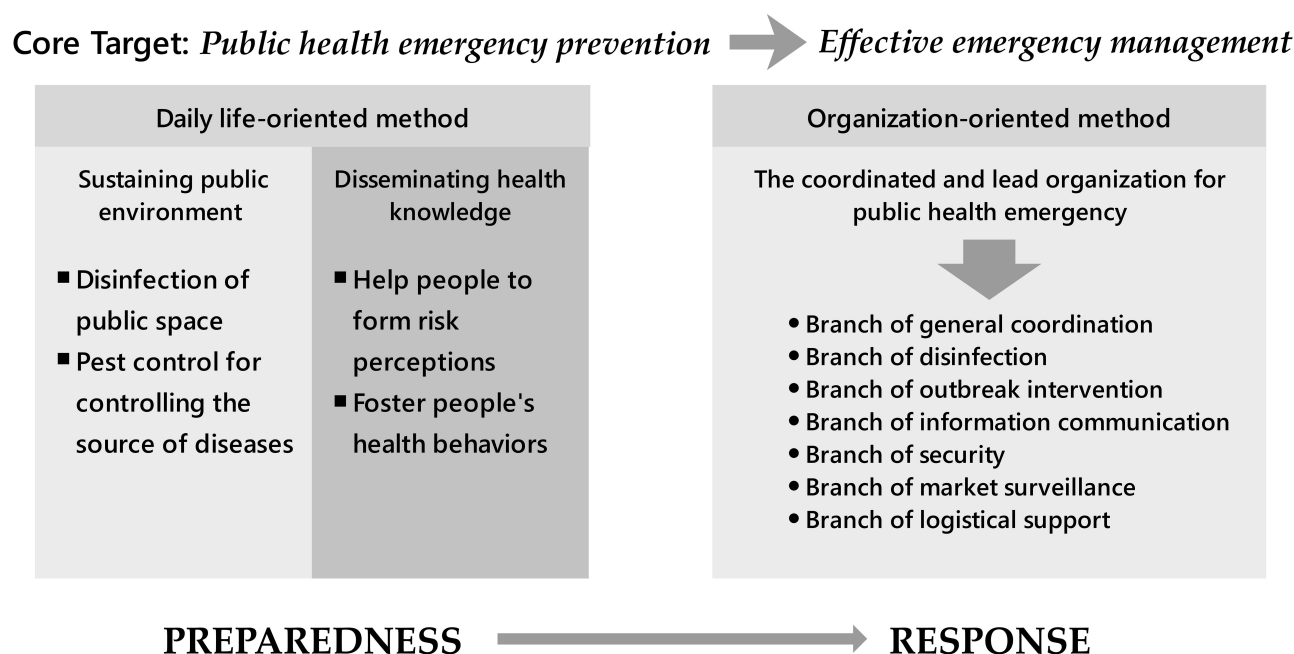 Core Target: Public health emergency prevention Effective emergency management
Daily life-oriented method
Sustaining public
environment
■ Disinfection of
public space
■ Pest control for
controlling the
source of diseases
Disseminating health
knowledge
■ Help people to
form risk
perceptions
■ Foster people's
health behaviors
Organization-oriented method
The coordinated and lead organization for
public health emergency
• Branch of general coordination
• Branch of disinfection
• Branch of outbreak intervention
• Branch of information communication
• Branch of security
• Branch of market surveillance
• Branch of logistical support
PREPAREDNESS RESPONSE